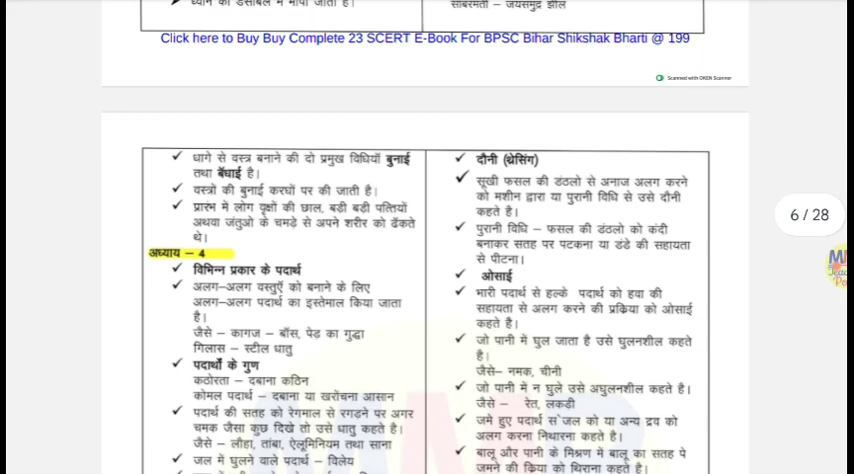 ध्वनि को डेसीबल में मापा जाता है।
साबरमती – जयसमुद्र झील
Click here to Buy Buy Complete 23 SCERT E-Book For BPSC Bihar Shikshak Bharti @ 199
Scanned with OKEN Scanner
धागे से वस्त्र बनाने की दो प्रमुख विधियॉ बुनाई
तथा बॅंधाई है।
वस्त्रों की बुनाई करघों पर की जाती है।
प्रारंभ में लोग वृक्षों की छाल, बडी बडी पत्तियों
अथवा जंतुओ के चमडे से अपने शरीर को ढॅंकते
थे।
अध्याय – 4
विभिन्न प्रकार के पदार्थ
अलग–अलग वस्तुऍ को बनाने के लिए
अलग–अलग पदार्थ का इस्तेमाल किया जाता
है।
जैसे – कागज – बॉस, पेड का गुद्धा
गिलास – स्टील धातु
पदार्थों के गुण
कठोरता – दबाना कठिन
कोमल पदार्थ – दबाना या खरोंचना आसान
पदार्थ की सतह को रेगमाल से रगडने पर अगर
चमक जैसा कुछ दिखे तो उसे धातु कहते है।
जैसे – लौहा, तांबा, ऐलूमिनियम तथा साना
जल में घुलने वाले पदार्थ – विलेय
दौनी (थ्रेसिंग)
सूखी फसल की डंठलो से अनाज अलग करने
को मशीन द्वारा या पुरानी विधि से उसे दौनी
कहते है।
पुरानी विधि – फसल की डंठलो को कंदी
बनाकर सतह पर पटकना या डंडे की सहायता
से पीटना।
ओसाई
भारी पदार्थ से हल्के पदार्थ को हवा की
सहायता से अलग करने की प्रक्रिया को ओसाई
कहते है।
जो पानी में घुल जाता है उसे घुलनशील कहते
है।
जैसे– नमक, चीनी
जो पानी में न घुले उसे अघुलनशील कहते है।
जैसे – रेत, लकडी
जमे हुए पदार्थ से जल को या अन्य द्रव को
अलग करना निथारना कहते है।
बालू और पानी के मिश्रण में बालू का सतह पे
जमने की क्रिया को थिराना कहते है।
6 / 28